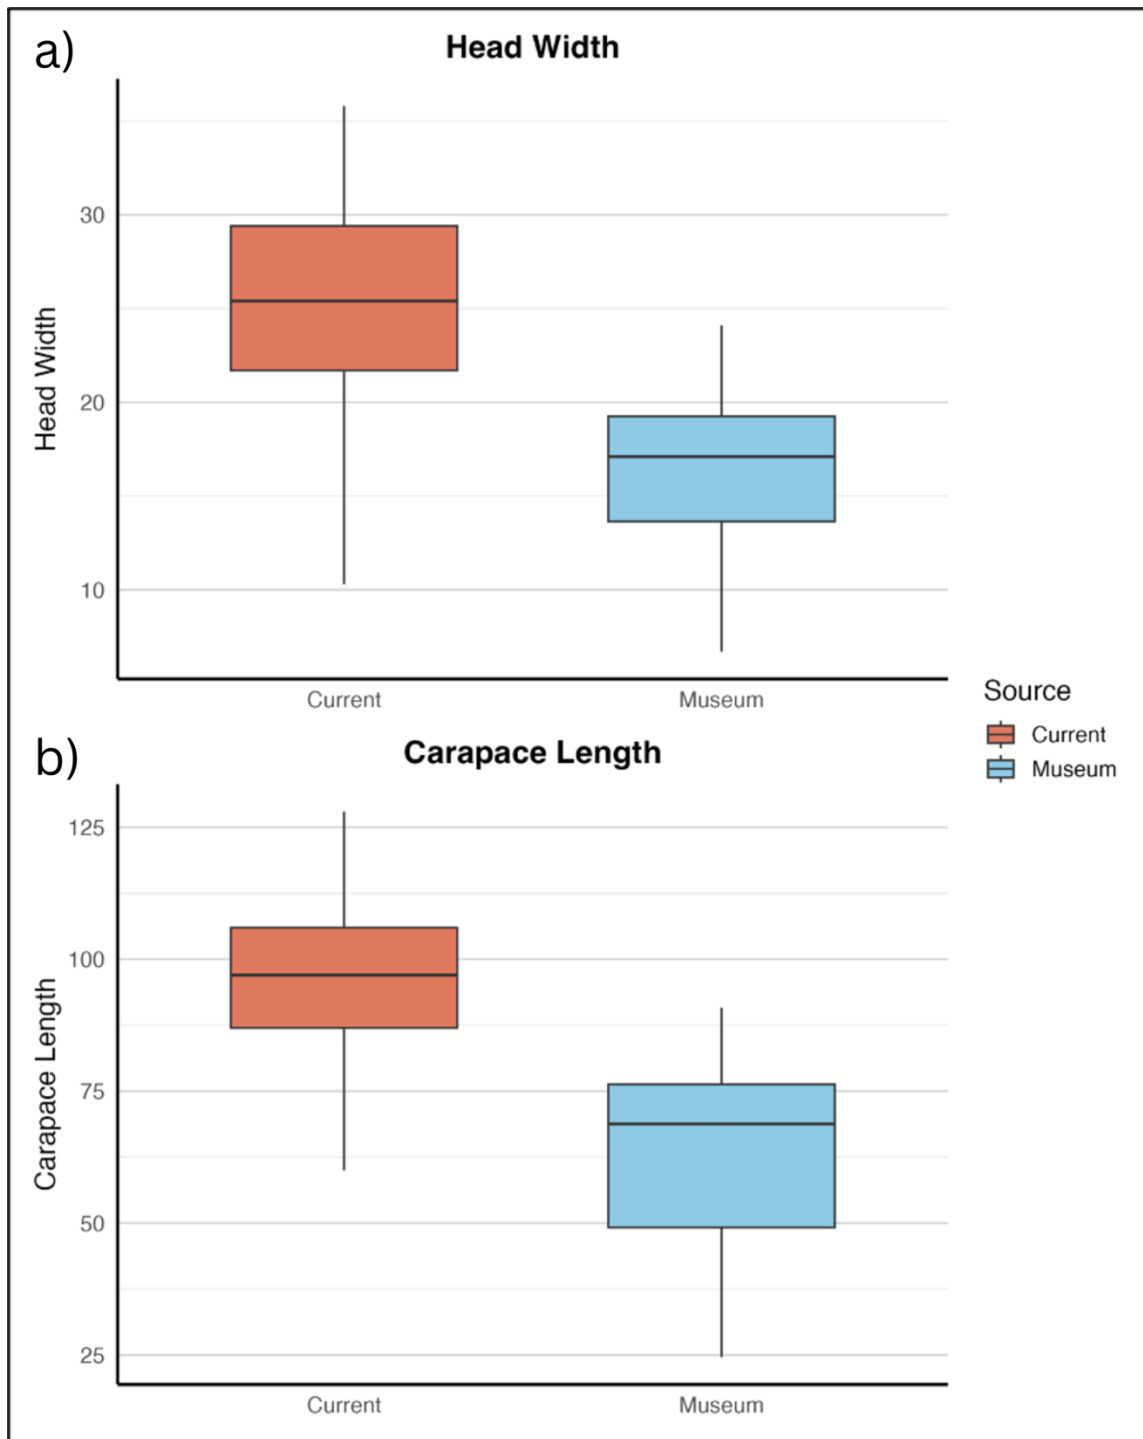 a)
Head Width
Head Width
30
20
10
Current Museum
Source
Current
Museum
b)
Carapace Length
Carapace Length
125
100
75
50
25
Current Museum